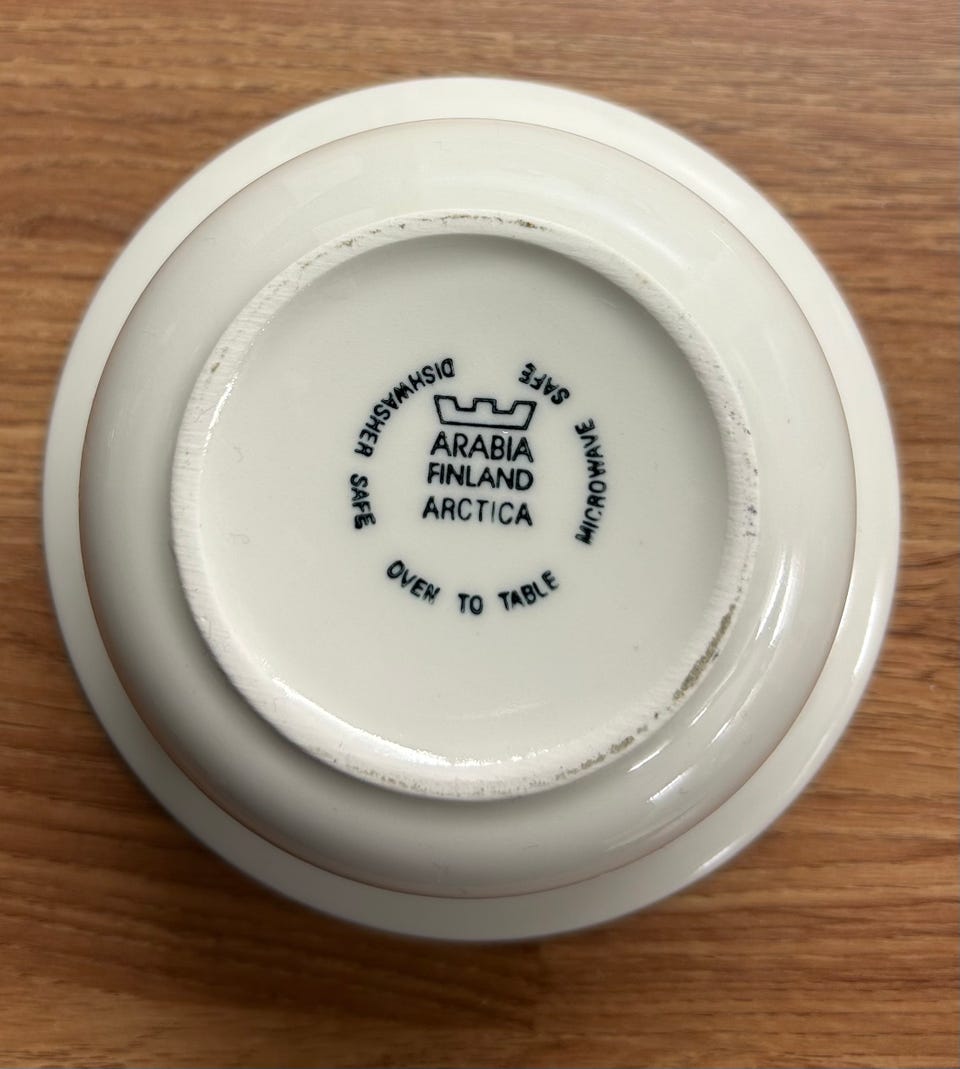 ARABIA
FINLAND
ARCTICA
DISHWASHER SAFE
OVEN TO TABLE
MICROWAVE SAFE